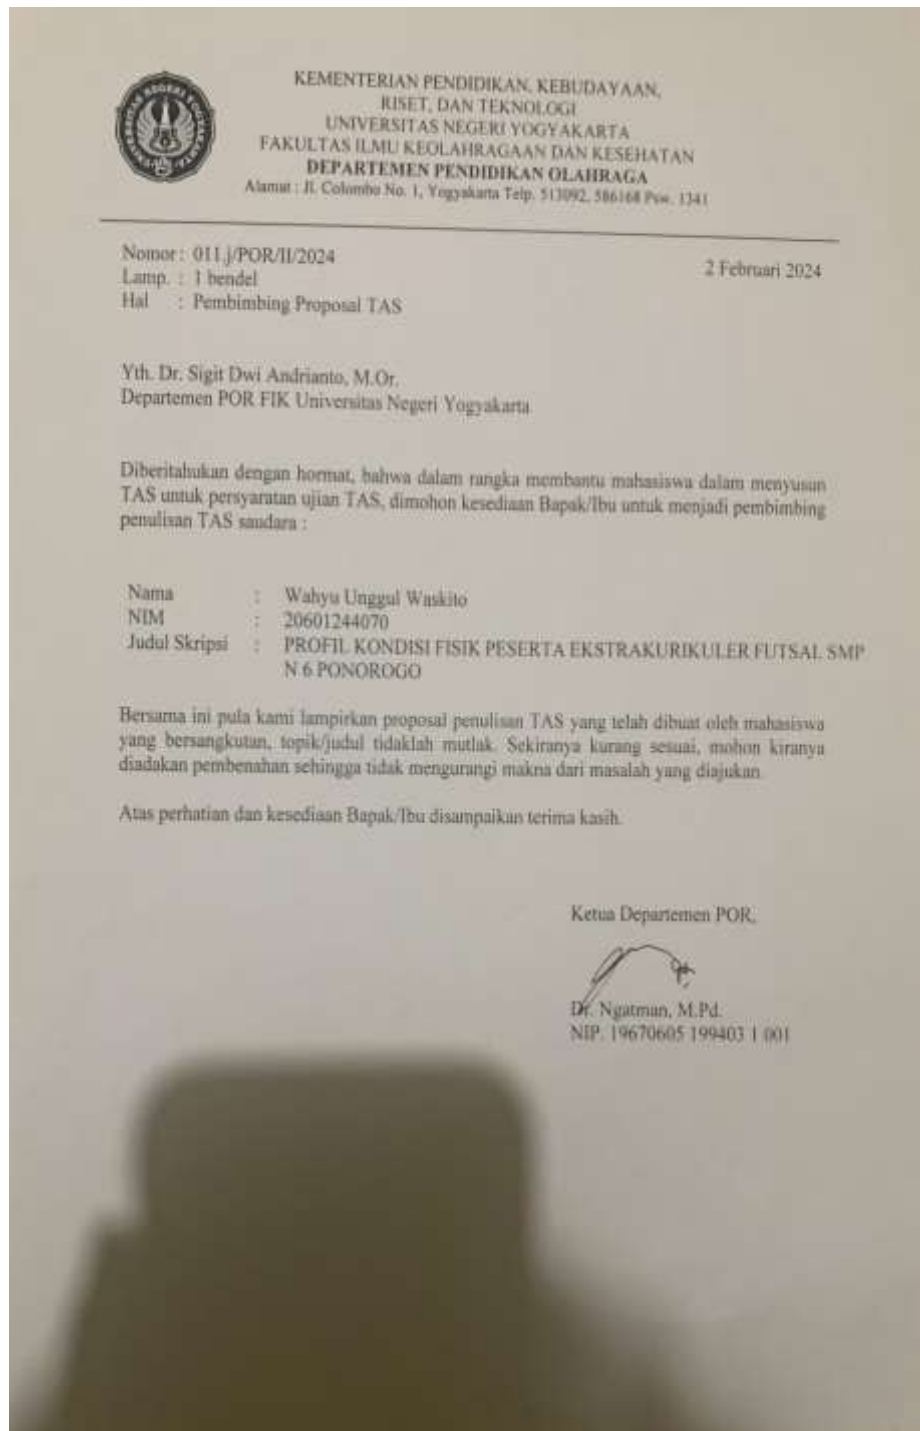 KEMENTERIAN PENDIDIKAN, KEBUDAYAAN,
RISET, DAN TEKNOLOGI
UNIVERSITAS NEGERI YOGYAKARTA
FAKULTAS ILMU KEOLAHRAGAAN DAN KESEHATAN
DEPARTEMEN PENDIDIKAN OLAHRAGA
Alamat : Jl. Colombo No. 1, Yogyakarta Telp. 513092, 586168 Psw. 1341
Nomor : 011.j/POR/II/2024
2 Februari 2024
Lamp. : 1 bendel
Hal : Pembimbing Proposal TAS
Yth. Dr. Sigit Dwi Andrianto, M.Or.
Departemen POR FIK Universitas Negeri Yogyakarta
Diberitahukan dengan hormat, bahwa dalam rangka membantu mahasiswa dalam menyusun
TAS untuk persyaratan ujian TAS, dimohon kesediaan Bapak/Ibu untuk menjadi pembimbing
penulisan TAS saudara :
Nama : Wahyu Unggul Waskito
NIM : 20601244070
Judul Skripsi : PROFIL KONDISI FISIK PESERTA EKSTRAKURIKULER FUTSAL SMP
N 6 PONOROGO
Bersama ini pula kami lampirkan proposal penulisan TAS yang telah dibuat oleh mahasiswa
yang bersangkutan, topik/judul tidaklah mutlak. Sekiranya kurang sesuai, mohon kiranya
diadakan pembenahan sehingga tidak mengurangi makna dari masalah yang diajukan.
Atas perhatian dan kesediaan Bapak/Ibu disampaikan terima kasih.
Ketua Departemen POR,
Dr. Ngatman, M.Pd.
NIP. 19670605 199403 1 001